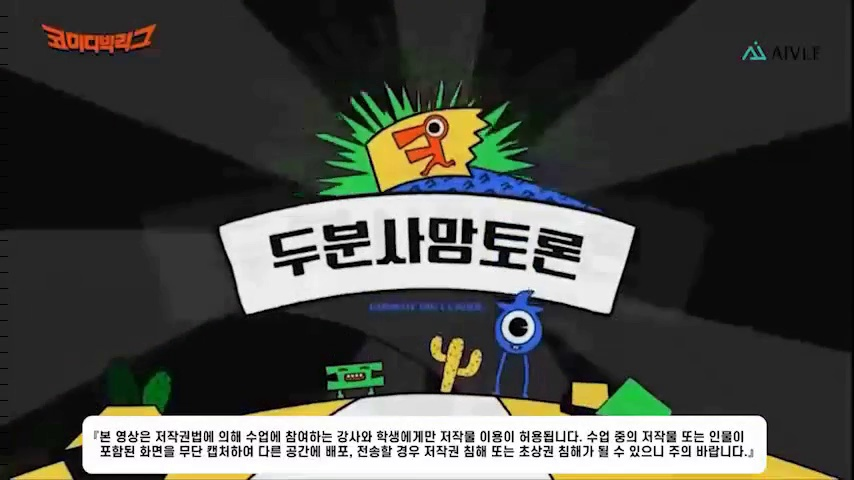 코미디빅리그
AIVLE
두분사망토론
『본 영상은 저작권법에 의해 수업에 참여하는 강사와 학생에게만 저작물 이용이 허용됩니다. 수업 중의 저작물 또는 인물이
포함된 화면을 무단 캡처하여 다른 공간에 배포, 전송할 경우 저작권 침해 또는 초상권 침해가 될 수 있으니 주의 바랍니다.』